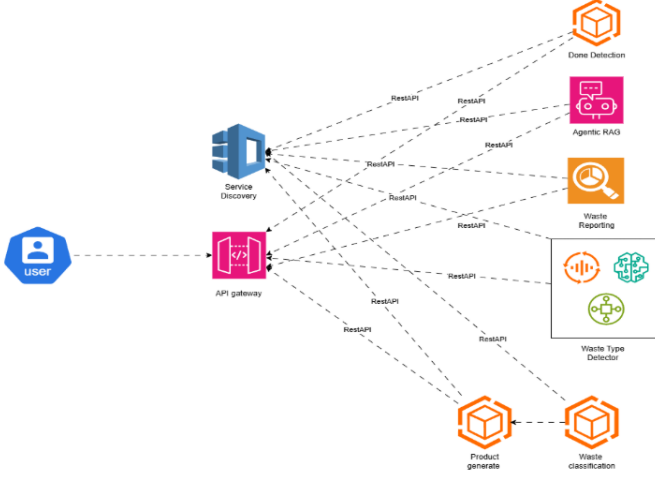 Done Detection
RestAPI
RestAPI
RestAPI
Agentic RAG
RestAPI
RestAPI
Service
Discovery
RestAPI
Waste
Reporting
RestAPI
</>
user
API gateway
RestAPI
RestAPI
RestAPI
RestAPI
Waste Type
Detector
Product
generate
Waste
classification